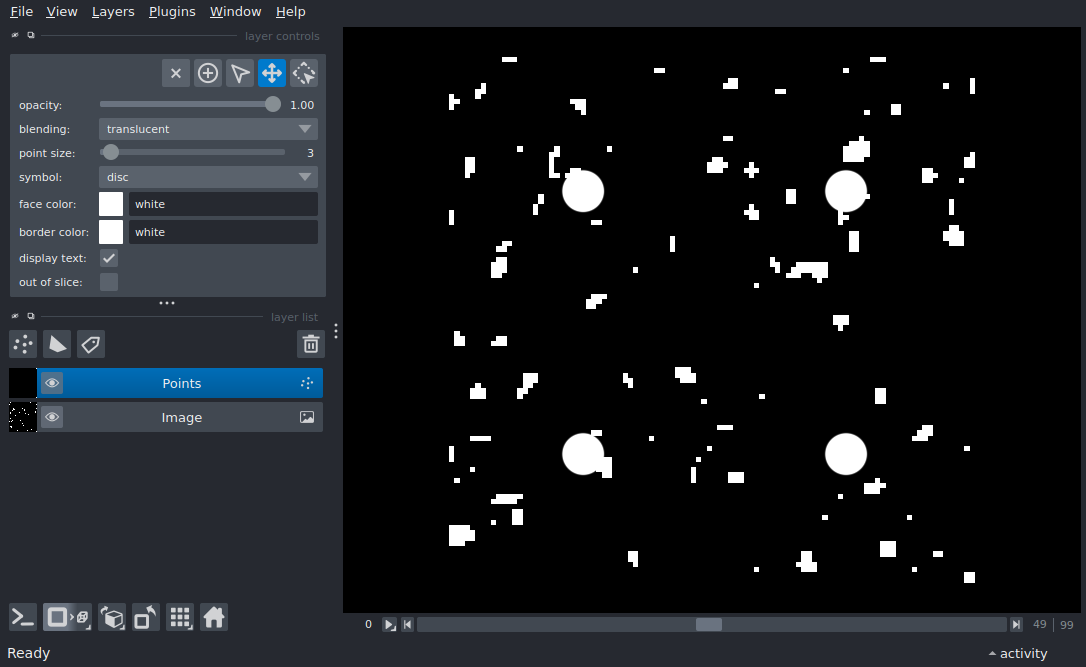 File View Layers Plugins Window Help
layer controls
opacity: 1.00
blending: translucent
point size: 3
symbol: disc
face color: white
border color: white
display text:
out of slice:
layer list
Points
Image
0 49 | 99
Ready activity